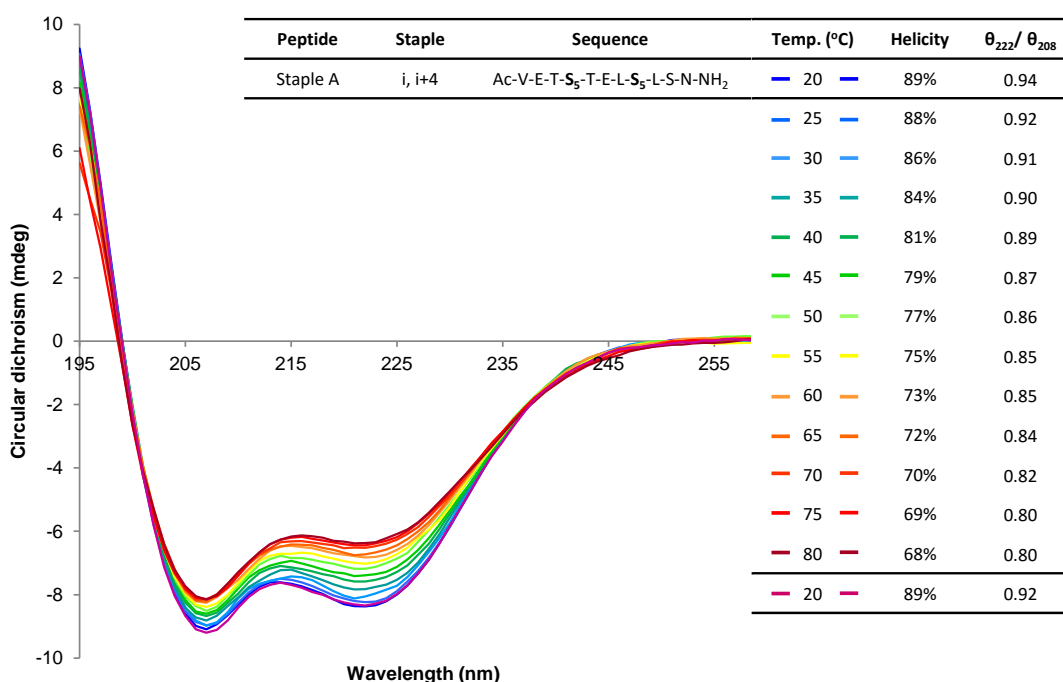 10
8
6
4
2
0
-2
-4
-6
-8
-10
195 205 215 225 235 245 255
Circular dichroism (mdeg)
Wavelength (nm)
Peptide Staple Sequence Temp. (°C) Helicity θ222/ θ208
Staple A i, i+4 Ac-V-E-T-S5-T-E-L-S5-L-S-N-NH2 20 89% 0.94
25 88% 0.92
30 86% 0.91
35 84% 0.90
40 81% 0.89
45 79% 0.87
50 77% 0.86
55 75% 0.85
60 73% 0.85
65 72% 0.84
70 70% 0.82
75 69% 0.80
80 68% 0.80
20 89% 0.92